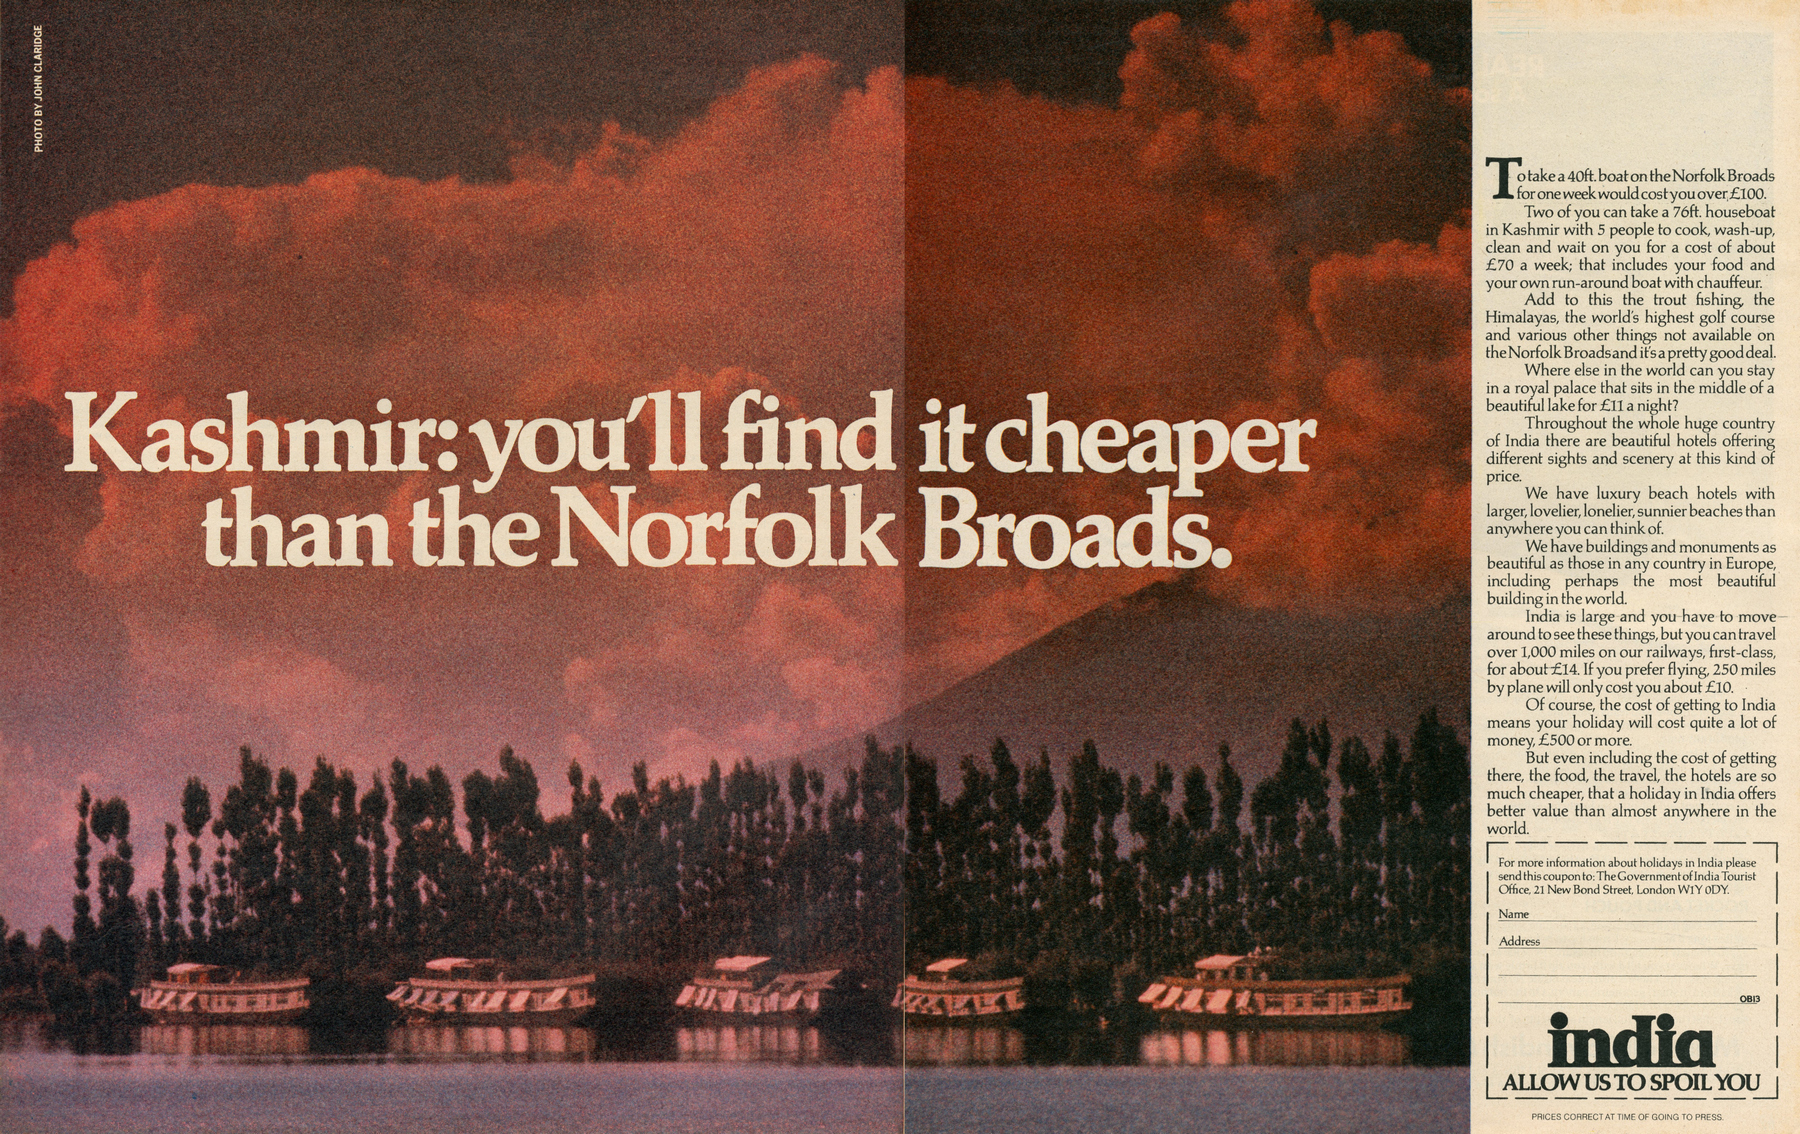 PHOTO BY JOHN CLARIDGE
Kashmir: you'll find it cheaper
than the Norfolk Broads.
To take a 40ft. boat on the Norfolk Broads
for one week would cost you over £100.
Two of you can take a 76ft. houseboat
in Kashmir with 5 people to cook, wash-up,
clean and wait on you for a cost of about
£70 a week; that includes your food and
your own run-around boat with chauffeur.
Add to this the trout fishing, the
Himalayas, the world's highest golf course
and various other things not available on
the Norfolk Broads and it's a pretty good deal.
Where else in the world can you stay
in a royal palace that sits in the middle of a
beautiful lake for £11 a night?
Throughout the whole huge country
of India there are beautiful hotels offering
different sights and scenery at this kind of
price.
We have luxury beach hotels with
larger, lovelier, lonelier, sunnier beaches than
anywhere you can think of.
We have buildings and monuments as
beautiful as those in any country in Europe,
including perhaps the most beautiful
building in the world.
India is large and you have to move
around to see these things, but you can travel
over 1,000 miles on our railways, first-class,
for about £14. If you prefer flying, 250 miles
by plane will only cost you about £10.
Of course, the cost of getting to India
means your holiday will cost quite a lot of
money, £500 or more.
But even including the cost of getting
there, the food, the travel, the hotels are so
much cheaper, that a holiday in India offers
better value than almost anywhere in the
world.
For more information about holidays in India please
send this coupon to: The Government of India Tourist
Office, 21 New Bond Street, London W1Y 0DY.
Name
Address
OB13
india
ALLOW US TO SPOIL YOU
PRICES CORRECT AT TIME OF GOING TO PRESS.